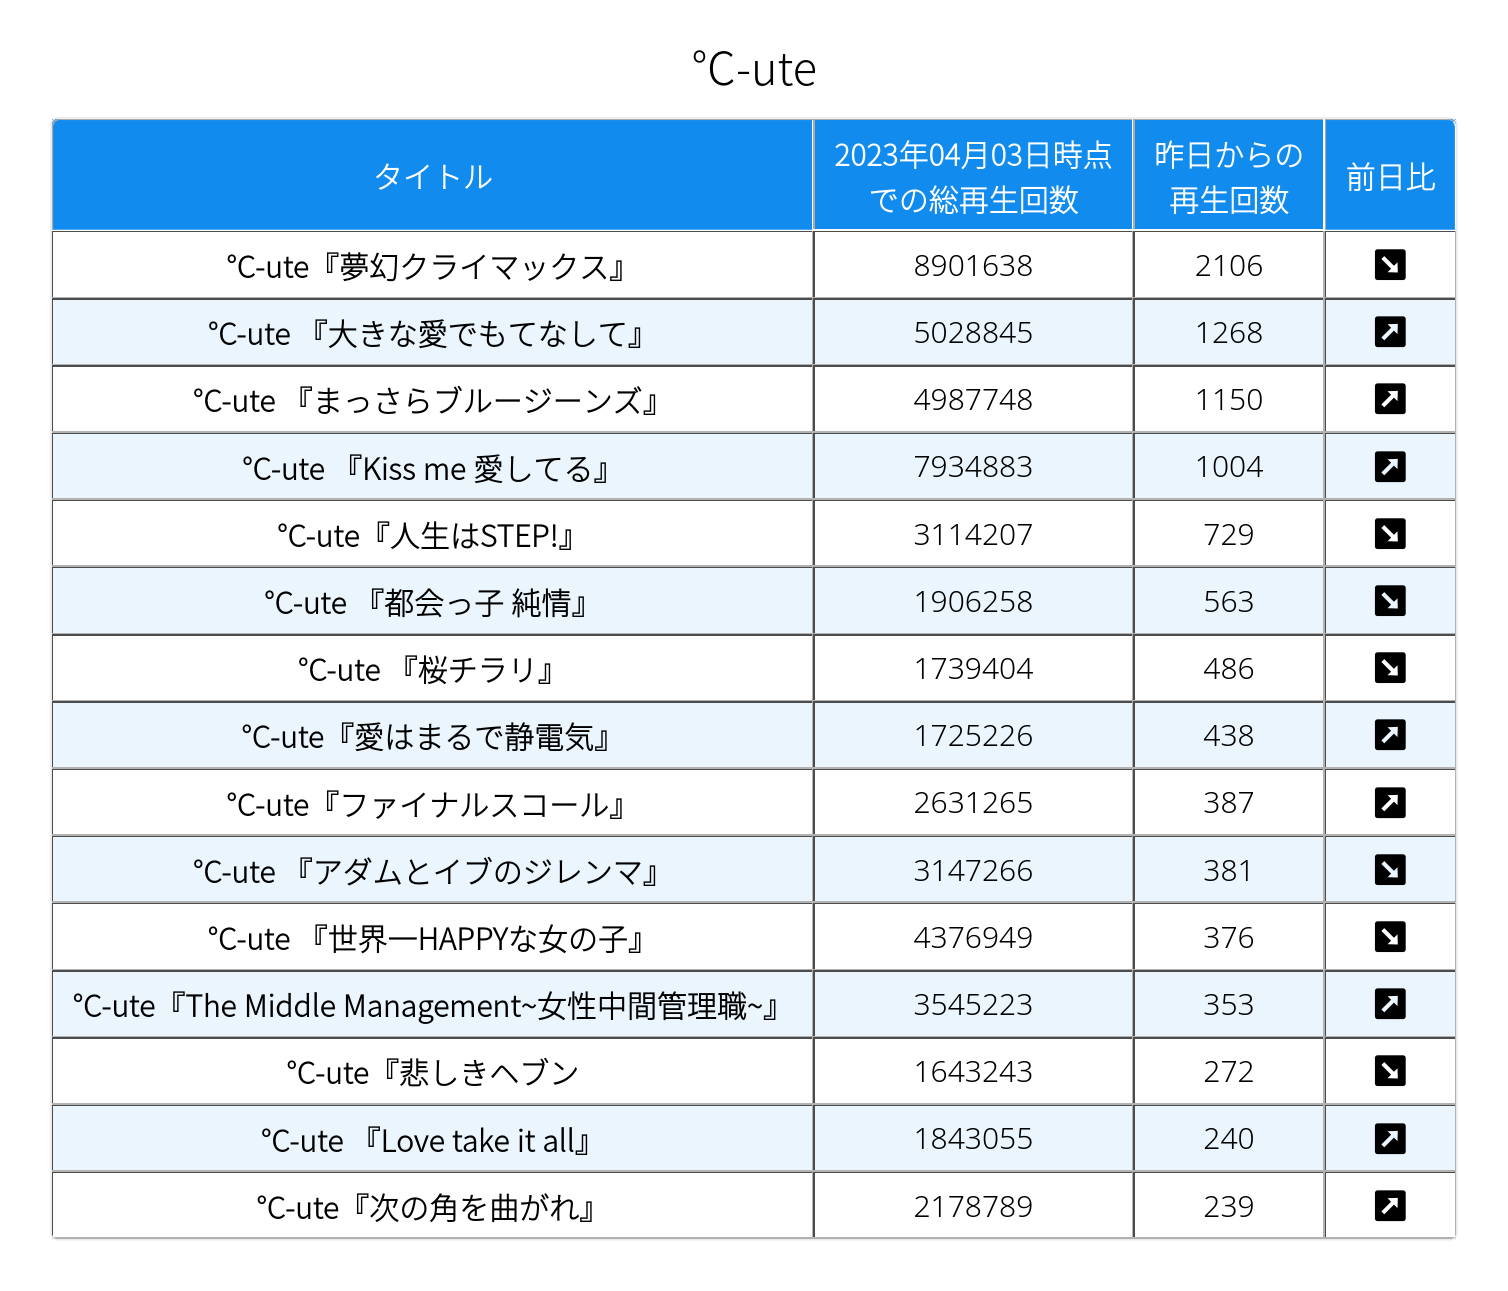 ℃-ute
タイトル
2023年04月03日時点
での総再生回数
昨日からの
再生回数
前日比
℃-ute『夢幻クライマックス』 8901638 2106 ↘
℃-ute 『大きな愛でもてなして』 5028845 1268 ↗
℃-ute 『まっさらブルージーンズ』 4987748 1150 ↗
℃-ute 『Kiss me 愛してる』 7934883 1004 ↗
℃-ute『人生はSTEP!』 3114207 729 ↘
℃-ute 『都会っ子 純情』 1906258 563 ↘
℃-ute 『桜チラリ』 1739404 486 ↘
℃-ute『愛はまるで静電気』 1725226 438 ↗
℃-ute『ファイナルスコール』 2631265 387 ↗
℃-ute 『アダムとイブのジレンマ』 3147266 381 ↘
℃-ute 『世界一HAPPYな女の子』 4376949 376 ↘
℃-ute『The Middle Management~女性中間管理職~』 3545223 353 ↗
℃-ute『悲しきヘブン 1643243 272 ↘
℃-ute 『Love take it all』 1843055 240 ↗
℃-ute『次の角を曲がれ』 2178789 239 ↗